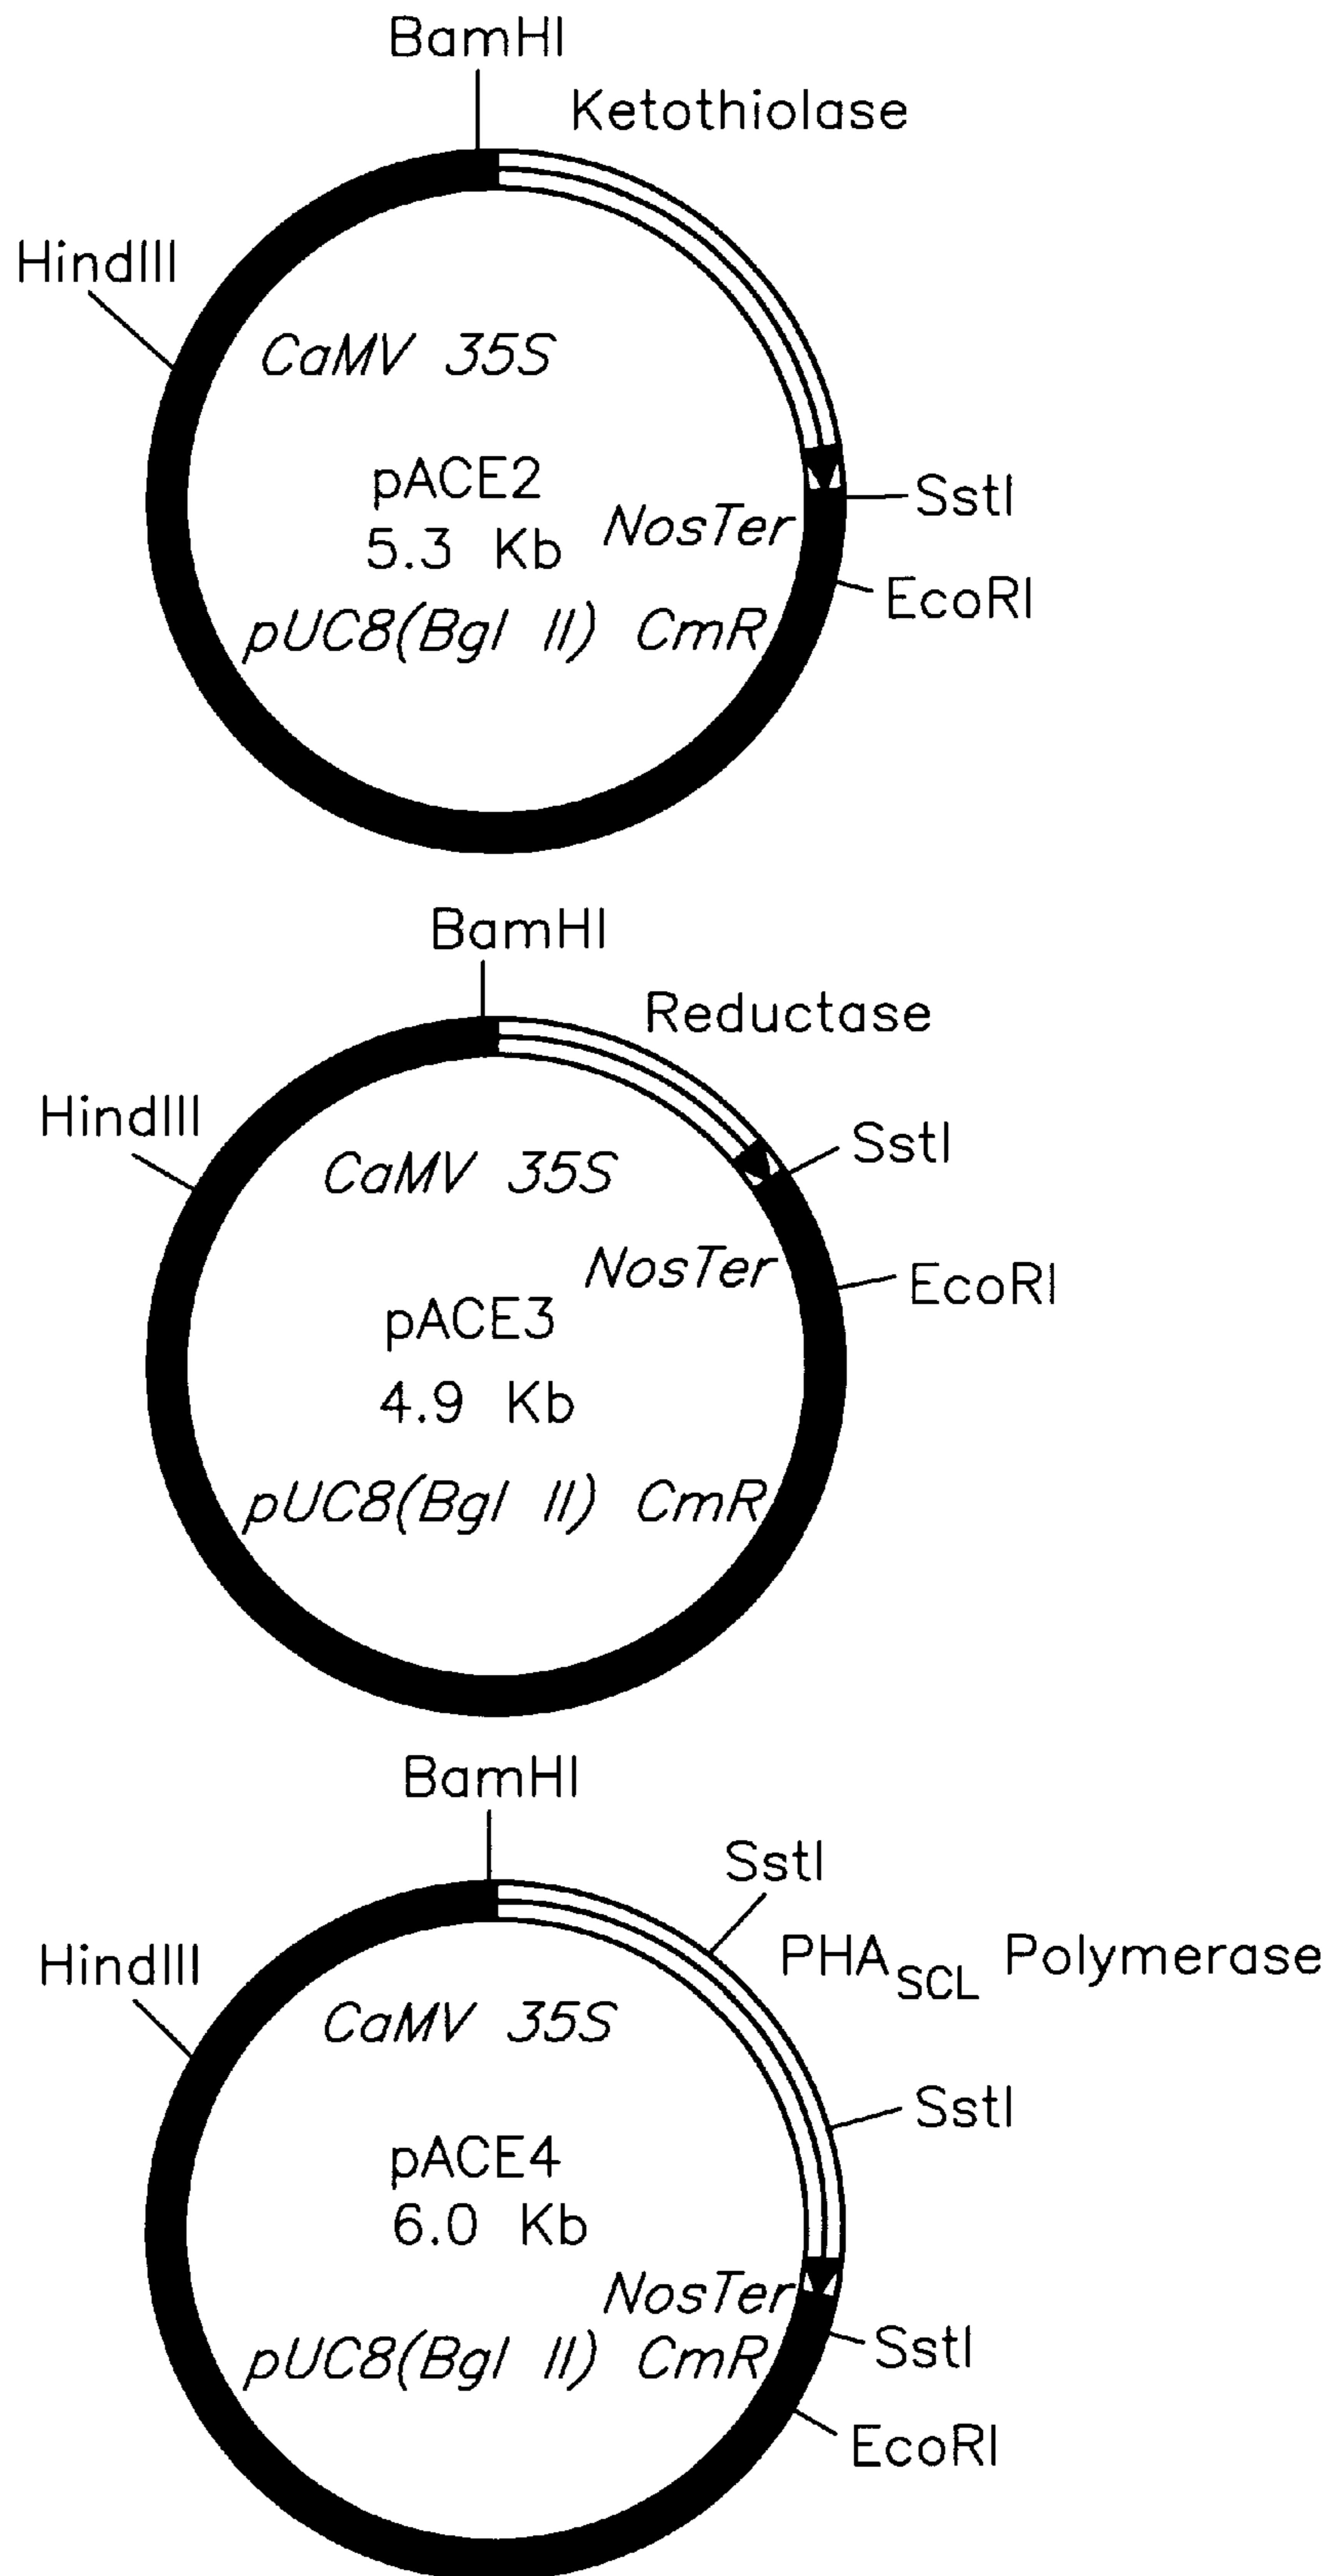 BamHI
Ketothiolase
HindIII
CaMV 35S
pACE2
SstI
NosTer
5.3 Kb
EcoRI
pUC8(Bgl II) CmR
BamHI
Reductase
HindIII
SstI
CaMV 35S
NosTer
EcoRI
pACE3
4.9 Kb
pUC8(Bgl II) CmR
BamHI
SstI
PHASCL Polymerase
HindIII
CaMV 35S
SstI
pACE4
6.0 Kb
NosTer
SstI
pUC8(Bgl II) CmR
EcoRI